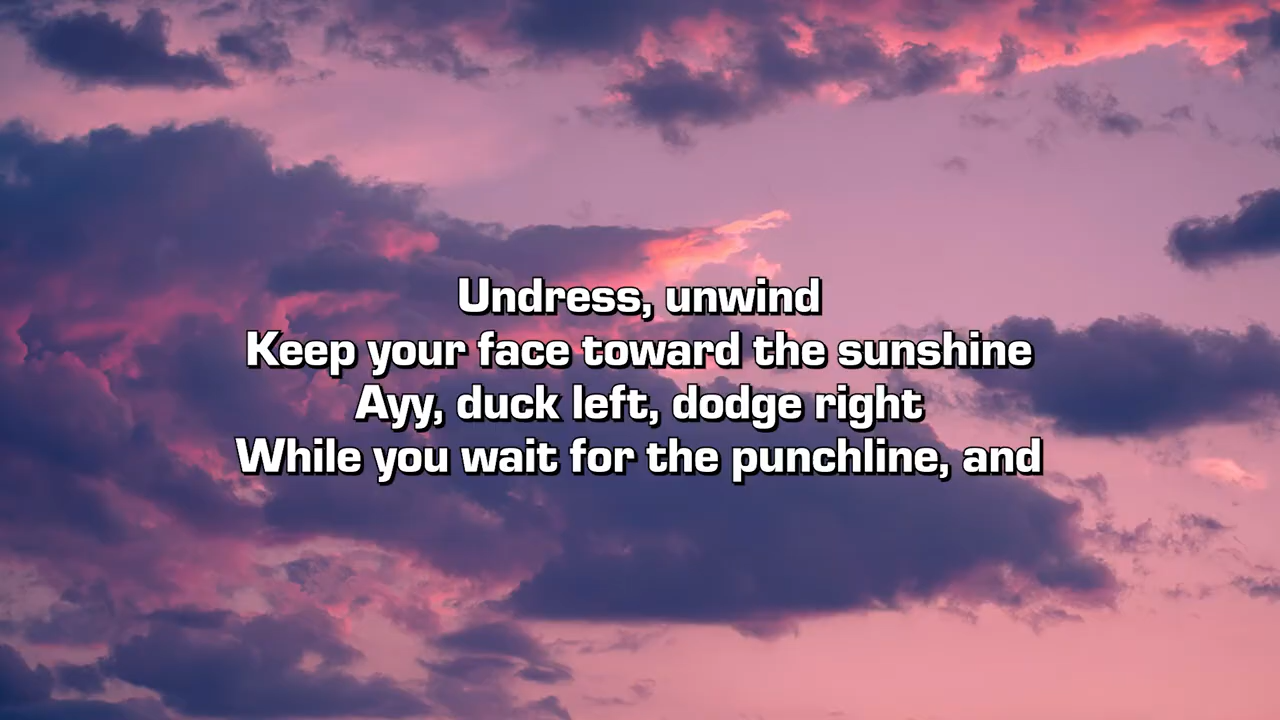 Undress, unwind
Keep your face toward the sunshine
Ayy, duck left, dodge right
While you wait for the punchline, and